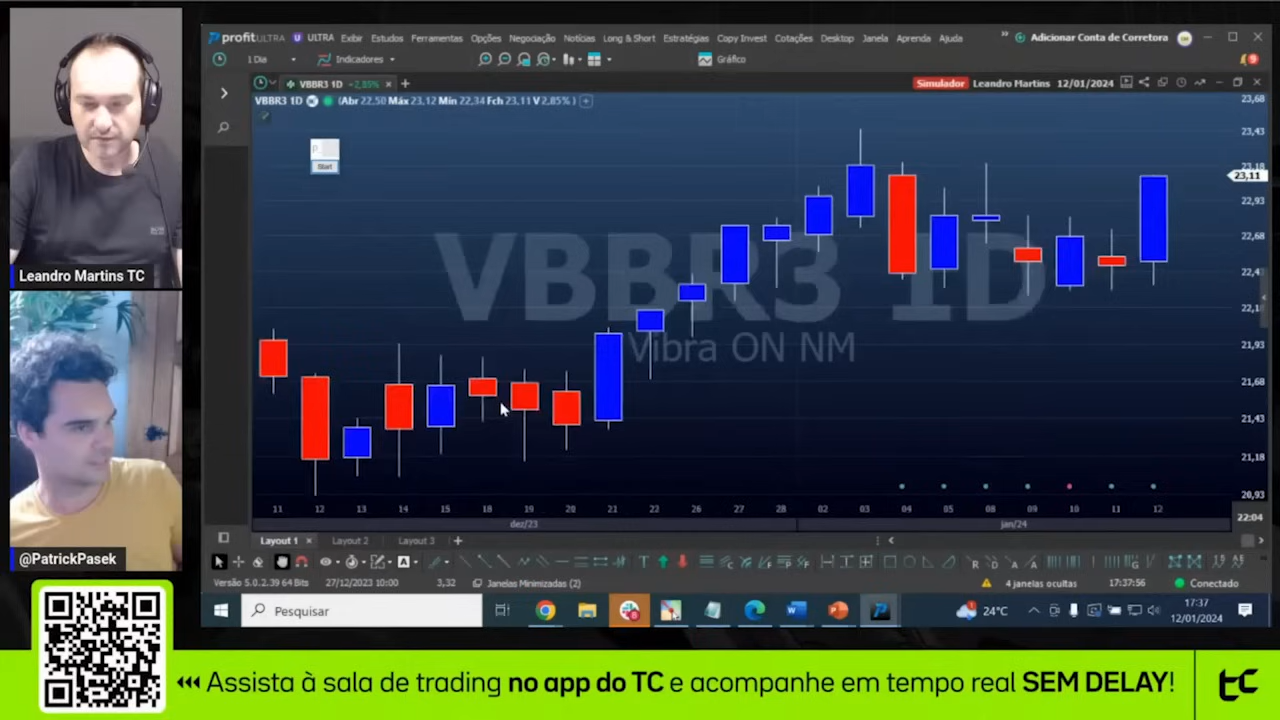 profitULTRA U ULTRA Exibir Estudos Ferramentas Opções Negociação Notícias Long & Short Estratégias Copy Invest Cotações Desktop Janela Aprenda Ajuda Adicionar Conta de Corretora
1 Dia Indicadores Gráfico
VBBR3 1D -2,85% Simulador Leandro Martins 12/01/2024
VBBR3 1D (Abr 22.50 Máx 23.12 Min 22,34 Fch 23,11 V 2,85%)
Start
23,68
23,43
23,18
23,11
22,93
22,68
22,43
22,1
21,93
21,68
21,43
21,18
20,93
VBBR3 1D
Vibra ON NM
Leandro Martins TC
@PatrickPasek
11 12 13 14 15 18 19 20 21 22 26 27 28 02 03 04 05 08 09 10 11 12
dez/23 jan/24 22:04
Layout 1 Layout 2 Layout 3
Versão 5.0.2.39 64 Bits 27/12/2023 10:00 3,32 Janelas Minimizadas (2) 4 janelas ocultas 17:37:56 Conectado
Pesquisar 24°C 17:37
12/01/2024
Assista à sala de trading no app do TC e acompanhe em tempo real SEM DELAY!
tc